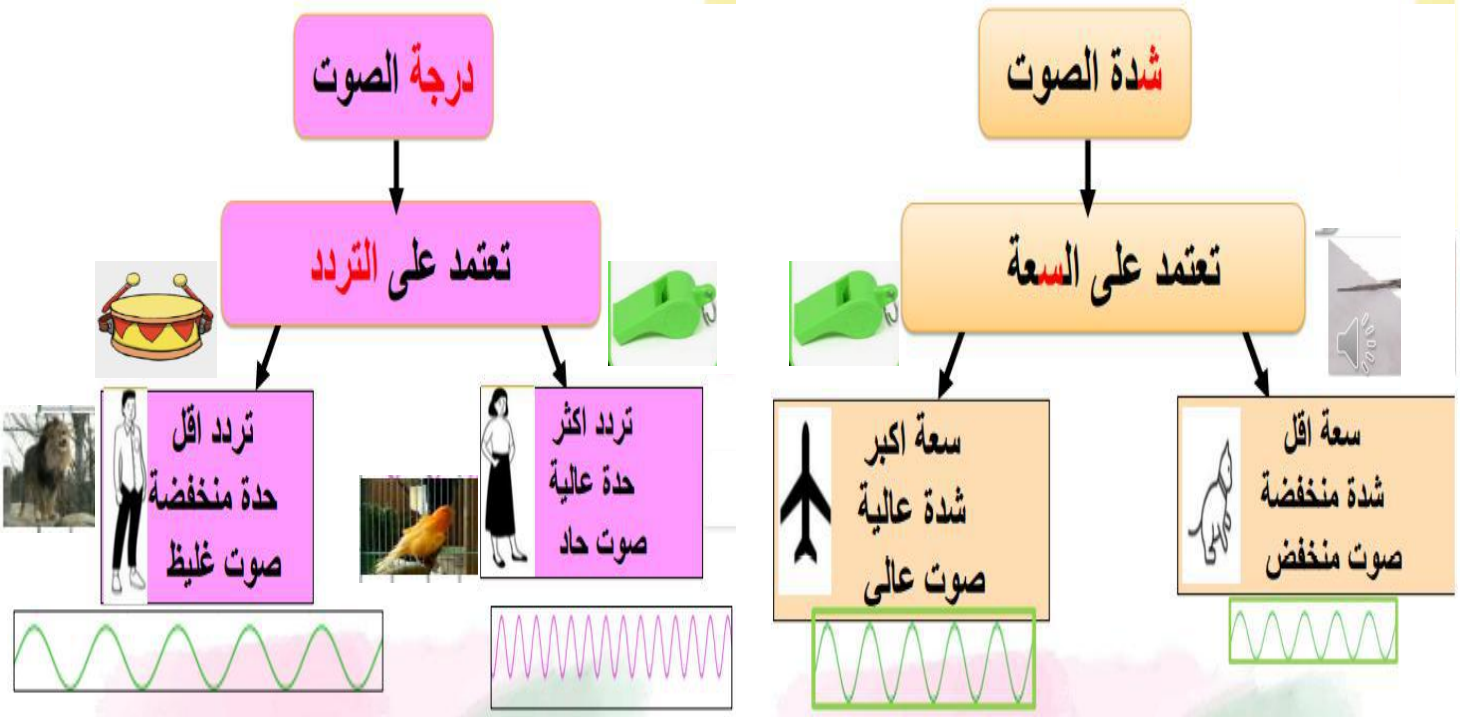 شدة الصوت
تعتمد على السعة
سعة اقل
شدة منخفضة
صوت منخفض
سعة اكبر
شدة عالية
صوت عالى
درجة الصوت
تعتمد على التردد
تردد اكثر
حدة عالية
صوت حاد
تردد اقل
حدة منخفضة
صوت غليظ